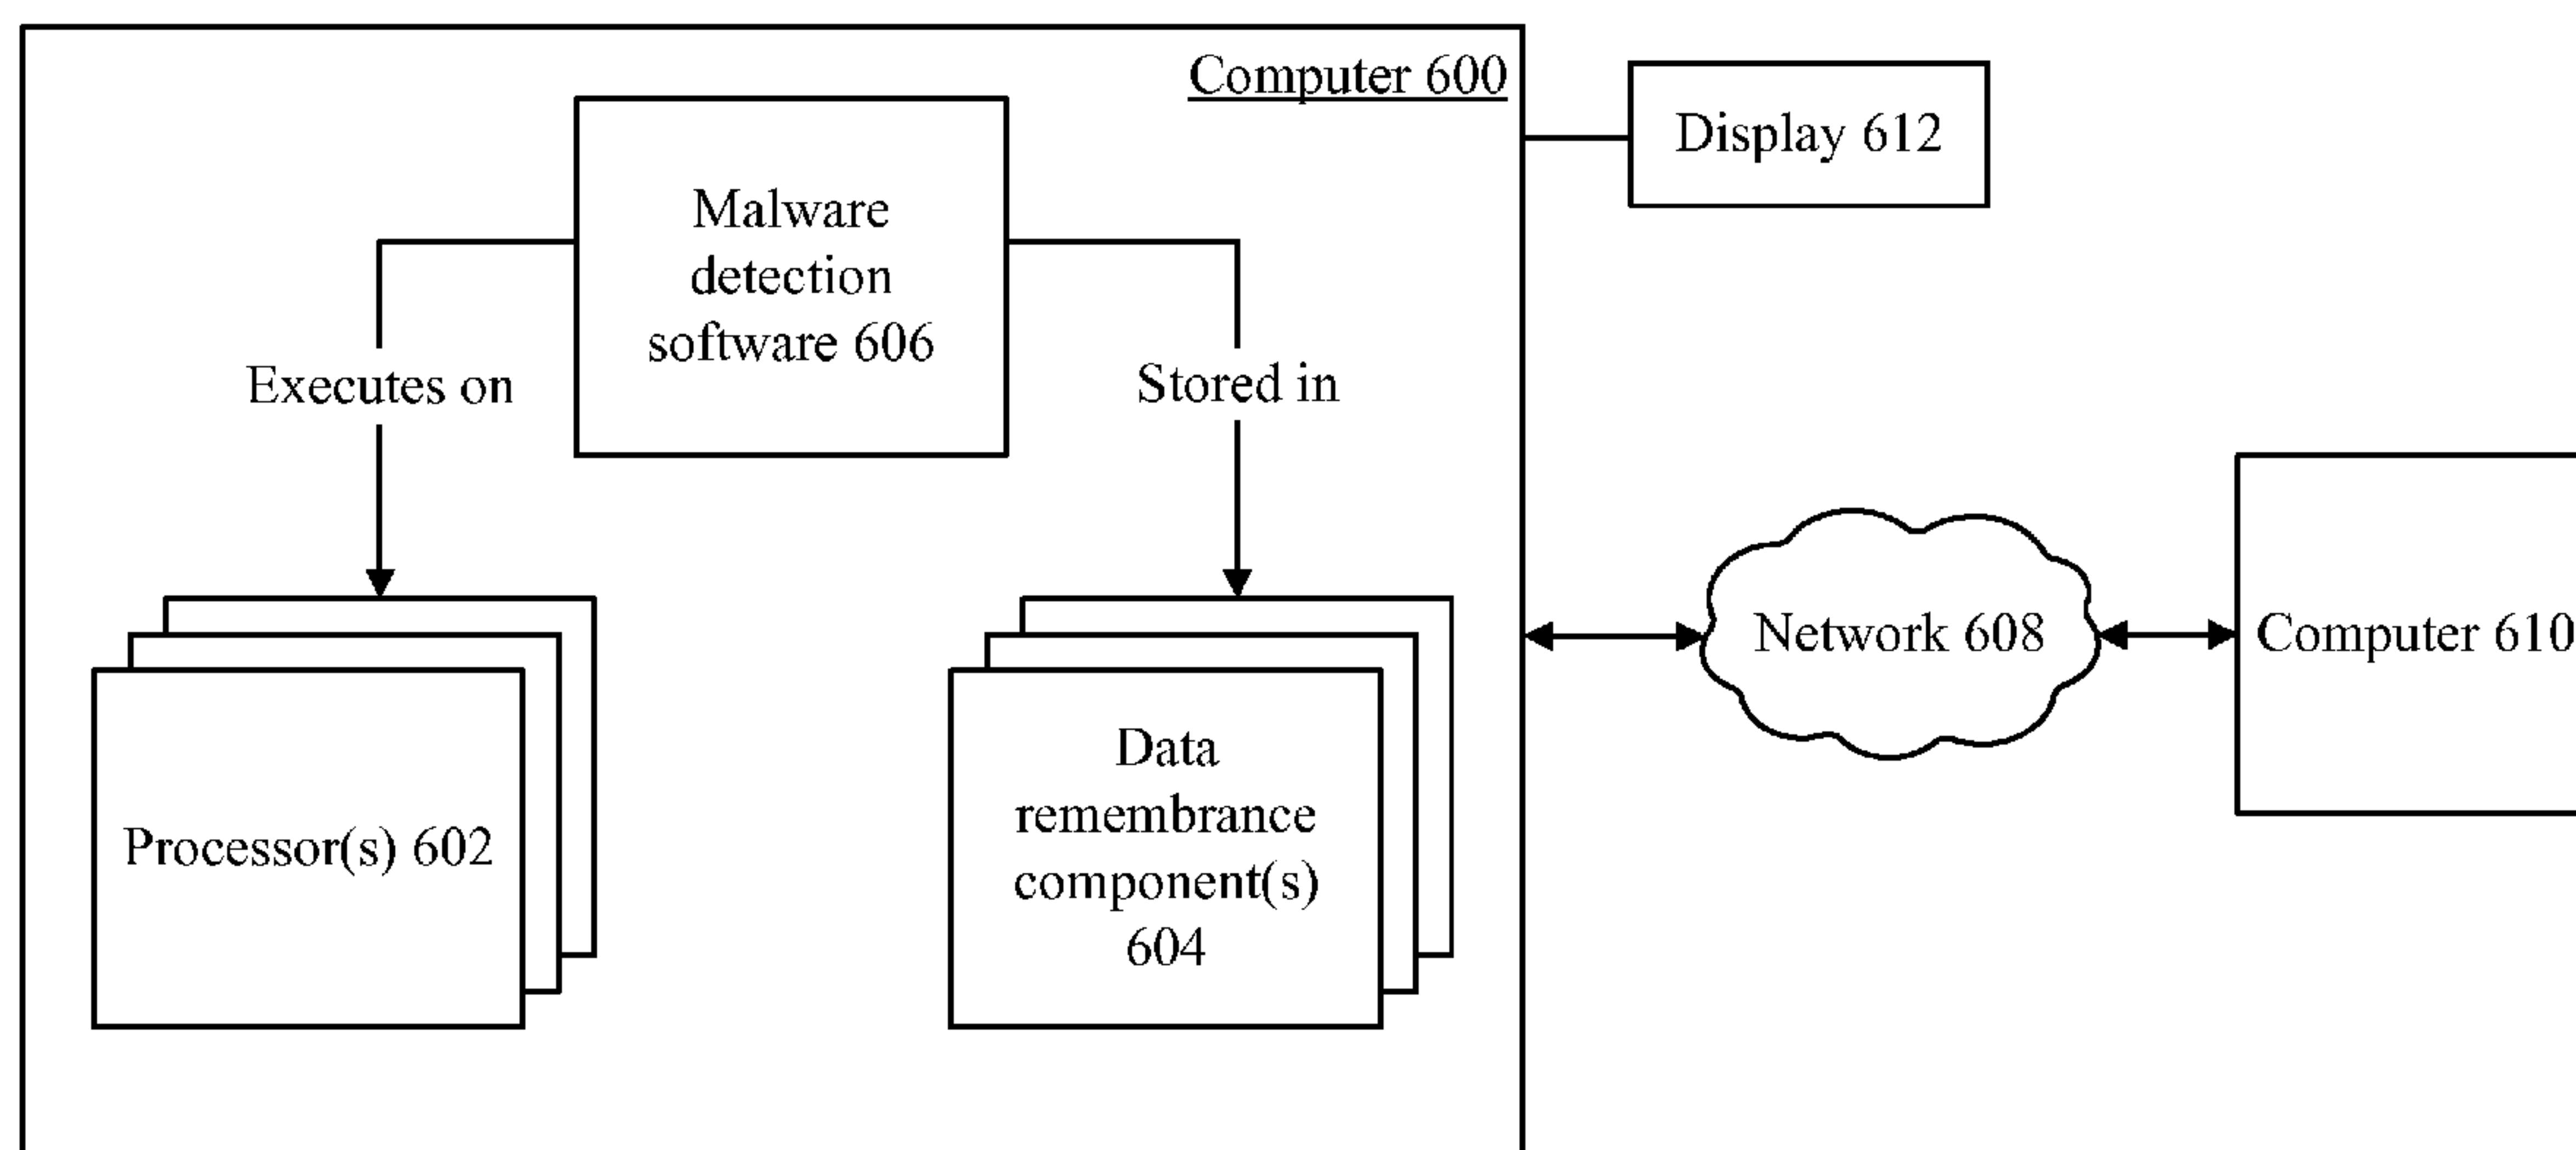 Computer 600
Display 612
Malware
detection
software 606
Executes on
Stored in
Network 608
Computer 610
Processor(s) 602
Data
remembrance
component(s)
604